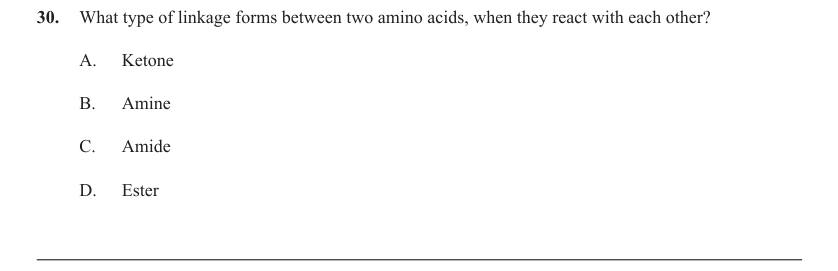 30. What type of linkage forms between two amino acids, when they react with each other?
A. Ketone
B. Amine
C. Amide
D. Ester